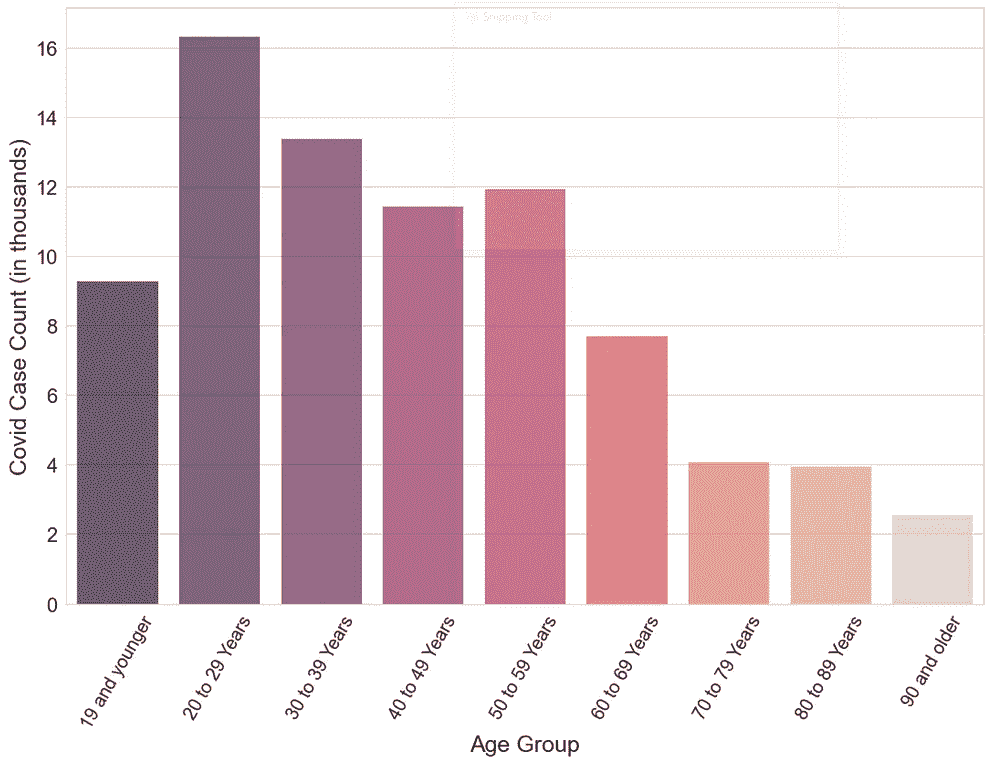 Snipping Tool
Covid Case Count (in thousands)
16
14
12
10
8
6
4
2
0
19 and younger
20 to 29 Years
30 to 39 Years
40 to 49 Years
50 to 59 Years
60 to 69 Years
70 to 79 Years
80 to 89 Years
90 and older
Age Group